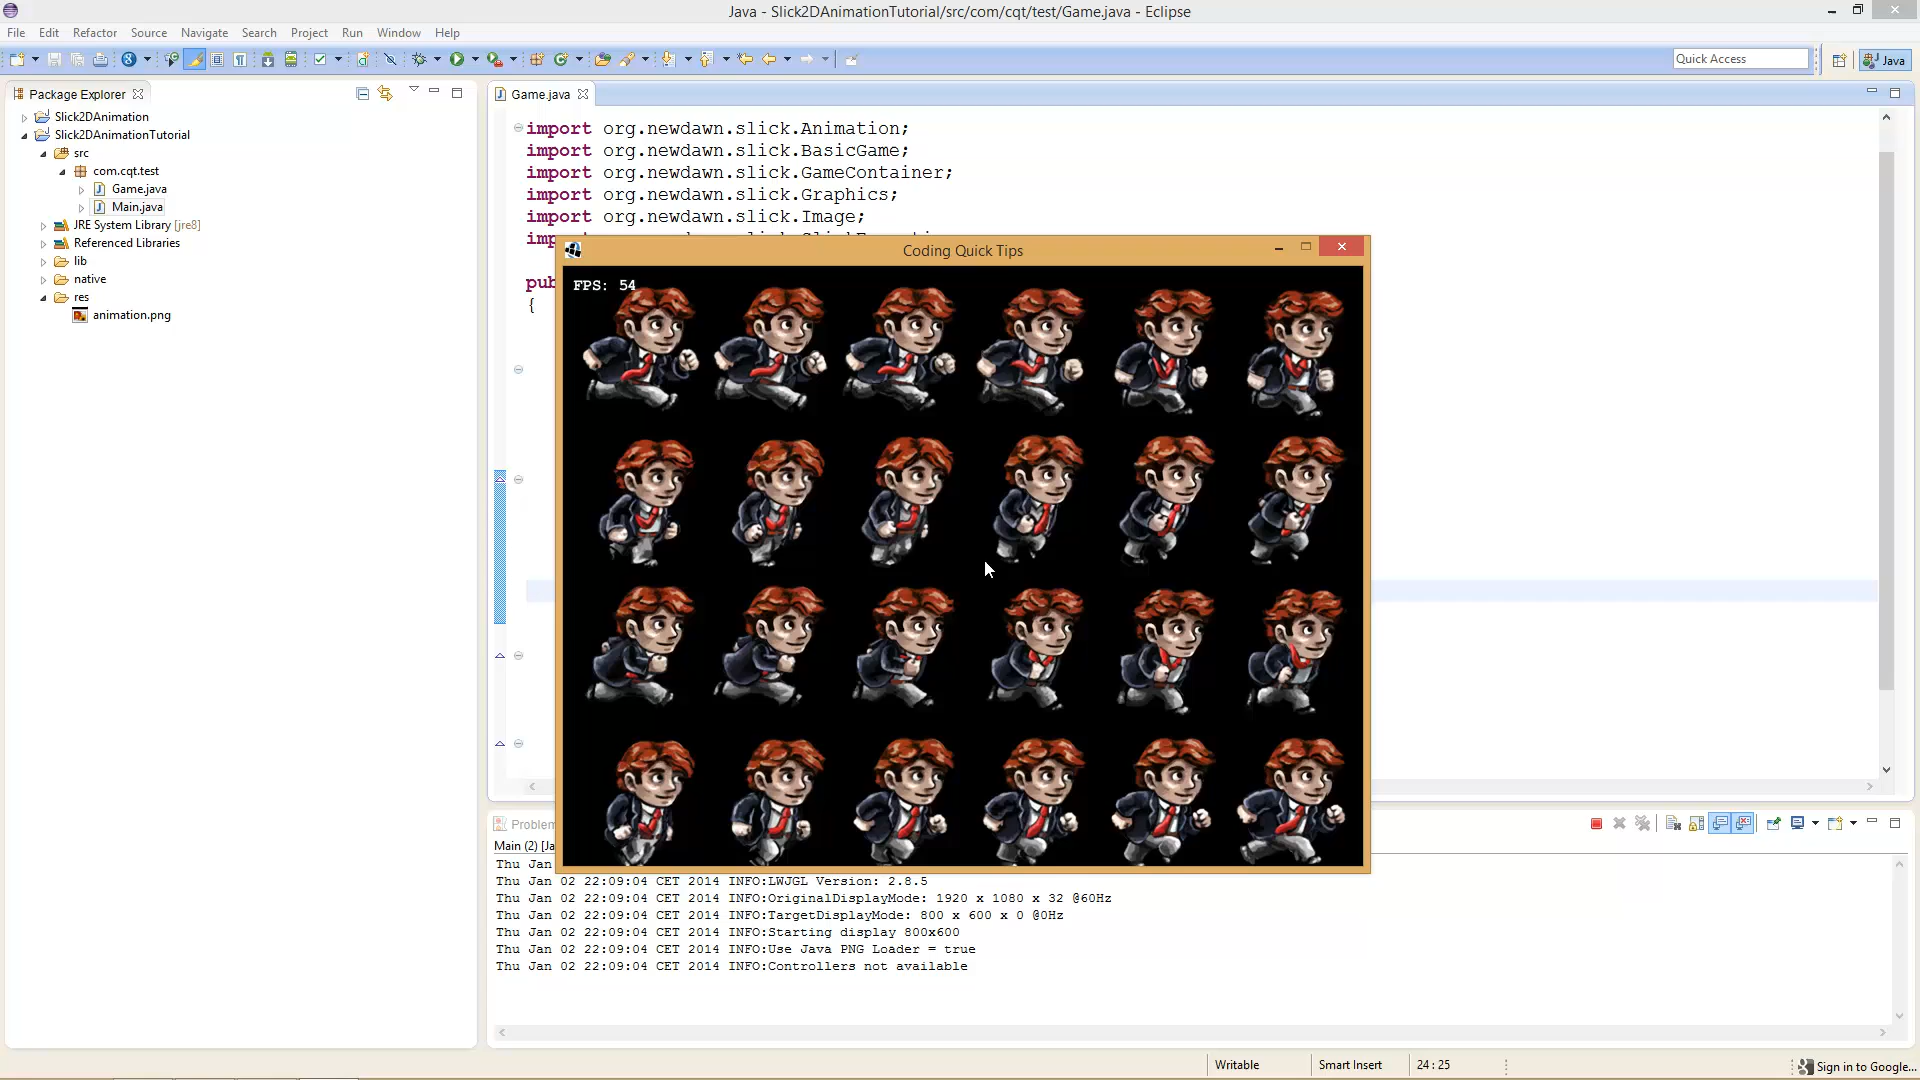 Java - Slick2DAnimationTutorial/src/com/cqt/test/Game.java - Eclipse
File Edit Refactor Source Navigate Search Project Run Window Help
Quick Access
Java
Package Explorer
Game.java
Slick2DAnimation
Slick2DAnimationTutorial
src
com.cqt.test
Game.java
Main.java
JRE System Library [jre8]
Referenced Libraries
lib
native
res
animation.png
import org.newdawn.slick.Animation;
import org.newdawn.slick.BasicGame;
import org.newdawn.slick.GameContainer;
import org.newdawn.slick.Graphics;
import org.newdawn.slick.Image;
imp
pub
{
Coding Quick Tips
FPS: 54
Problem
Main (2) [Ja
Thu Jan
Thu Jan 02 22:09:04 CET 2014 INFO:LWJGL Version: 2.8.5
Thu Jan 02 22:09:04 CET 2014 INFO:OriginalDisplayMode: 1920 x 1080 x 32 @60Hz
Thu Jan 02 22:09:04 CET 2014 INFO:TargetDisplayMode: 800 x 600 x 0 @0Hz
Thu Jan 02 22:09:04 CET 2014 INFO:Starting display 800x600
Thu Jan 02 22:09:04 CET 2014 INFO:Use Java PNG Loader = true
Thu Jan 02 22:09:04 CET 2014 INFO:Controllers not available
Writable
Smart Insert
24 : 25
Sign in to Google...